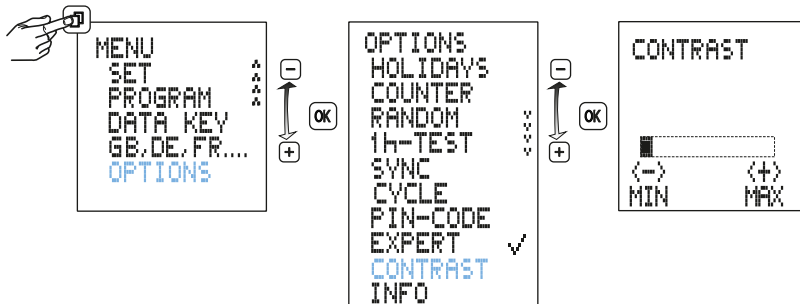 MENU
SET
PROGRAM
DATA KEY
GB,DE,FR....
OPTIONS
OK
OPTIONS
HOLIDAYS
COUNTER
RANDOM
1h-TEST
SYNC
CYCLE
PIN-CODE
EXPERT ✓
CONTRAST
INFO
OK
CONTRAST
<-> <+>
MIN MAX